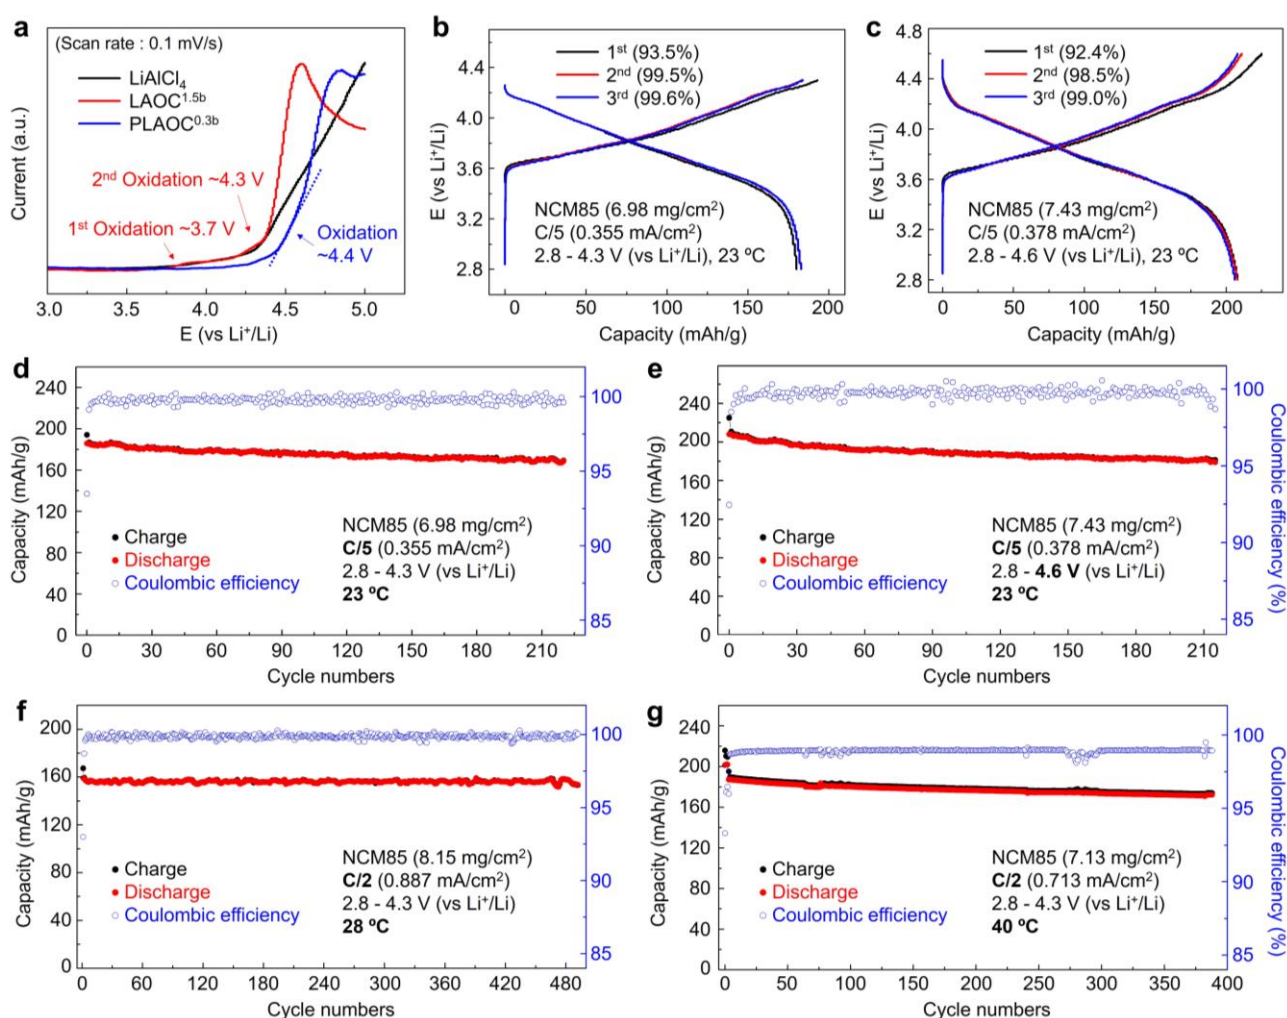 a
(Scan rate : 0.1 mV/s)
LiAlCl₄
LAOC¹·⁵ᵇ
PLAOC⁰·³ᵇ
2ⁿᵈ Oxidation ~4.3 V
1ˢᵗ Oxidation ~3.7 V
Oxidation
~4.4 V
Current (a.u.)
3.0 3.5 4.0 4.5 5.0
E (vs Li⁺/Li)
b
1ˢᵗ (93.5%)
2ⁿᵈ (99.5%)
3ʳᵈ (99.6%)
E (vs Li⁺/Li)
4.4
4.0
3.6
3.2
2.8
NCM85 (6.98 mg/cm²)
C/5 (0.355 mA/cm²)
2.8 - 4.3 V (vs Li⁺/Li), 23 ºC
0 50 100 150 200
Capacity (mAh/g)
c
1ˢᵗ (92.4%)
2ⁿᵈ (98.5%)
3ʳᵈ (99.0%)
E (vs Li⁺/Li)
4.8
4.4
4.0
3.6
3.2
2.8
NCM85 (7.43 mg/cm²)
C/5 (0.378 mA/cm²)
2.8 - 4.6 V (vs Li⁺/Li), 23 ºC
0 50 100 150 200
Capacity (mAh/g)
d
Capacity (mAh/g)
240
200
160
120
80
40
0
100
95
90
85
Charge
Discharge
Coulombic efficiency
NCM85 (6.98 mg/cm²)
C/5 (0.355 mA/cm²)
2.8 - 4.3 V (vs Li⁺/Li)
23 ºC
0 30 60 90 120 150 180 210
Cycle numbers
e
Capacity (mAh/g)
240
200
160
120
80
40
0
100
95
90
85
Coulombic efficiency (%)
Charge
Discharge
Coulombic efficiency
NCM85 (7.43 mg/cm²)
C/5 (0.378 mA/cm²)
2.8 - 4.6 V (vs Li⁺/Li)
23 ºC
0 30 60 90 120 150 180 215
Cycle numbers
f
Capacity (mAh/g)
200
160
120
80
40
0
100
95
90
85
Charge
Discharge
Coulombic efficiency
NCM85 (8.15 mg/cm²)
C/2 (0.887 mA/cm²)
2.8 - 4.3 V (vs Li⁺/Li)
28 ºC
0 60 120 180 240 300 360 420 480
Cycle numbers
g
Capacity (mAh/g)
240
200
160
120
80
40
0
100
95
90
85
Coulombic efficiency (%)
Charge
Discharge
Coulombic efficiency
NCM85 (7.13 mg/cm²)
C/2 (0.713 mA/cm²)
2.8 - 4.3 V (vs Li⁺/Li)
40 ºC
0 50 100 150 200 250 300 350 400
Cycle numbers